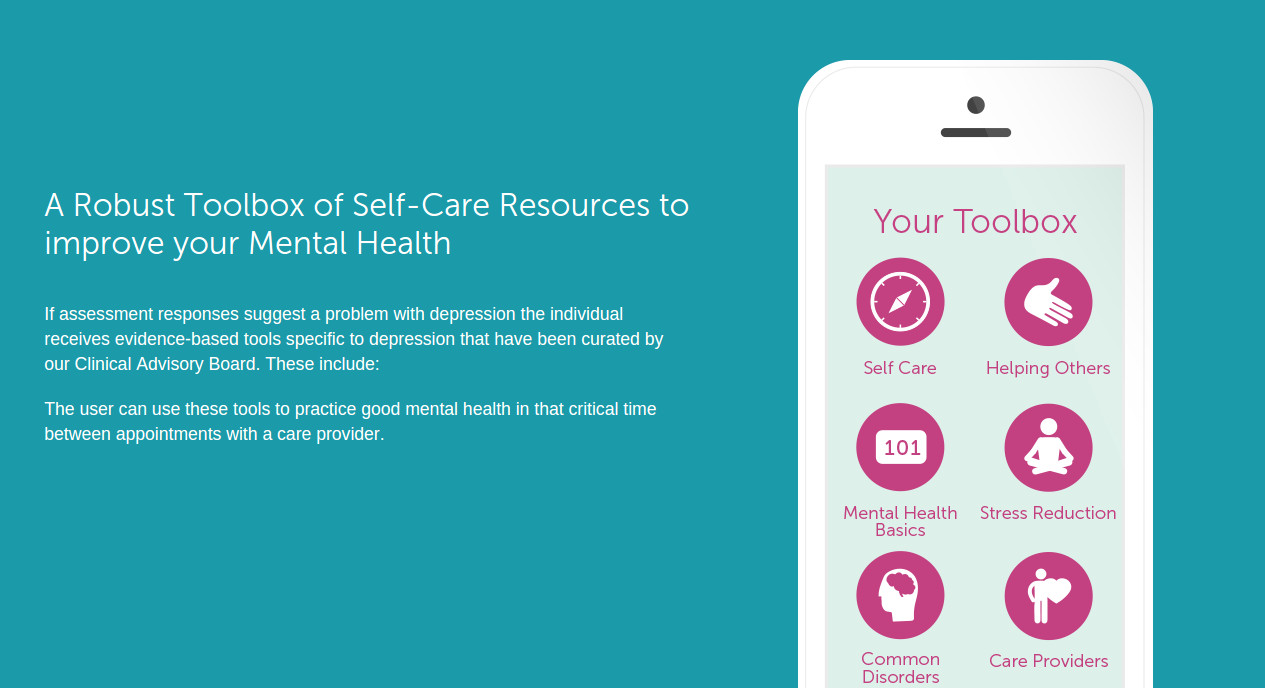 A Robust Toolbox of Self-Care Resources to
improve your Mental Health
If assessment responses suggest a problem with depression the individual
receives evidence-based tools specific to depression that have been curated by
our Clinical Advisory Board. These include:
The user can use these tools to practice good mental health in that critical time
between appointments with a care provider.
Your Toolbox
Self Care
Helping Others
101
Mental Health
Basics
Stress Reduction
Common
Disorders
Care Providers